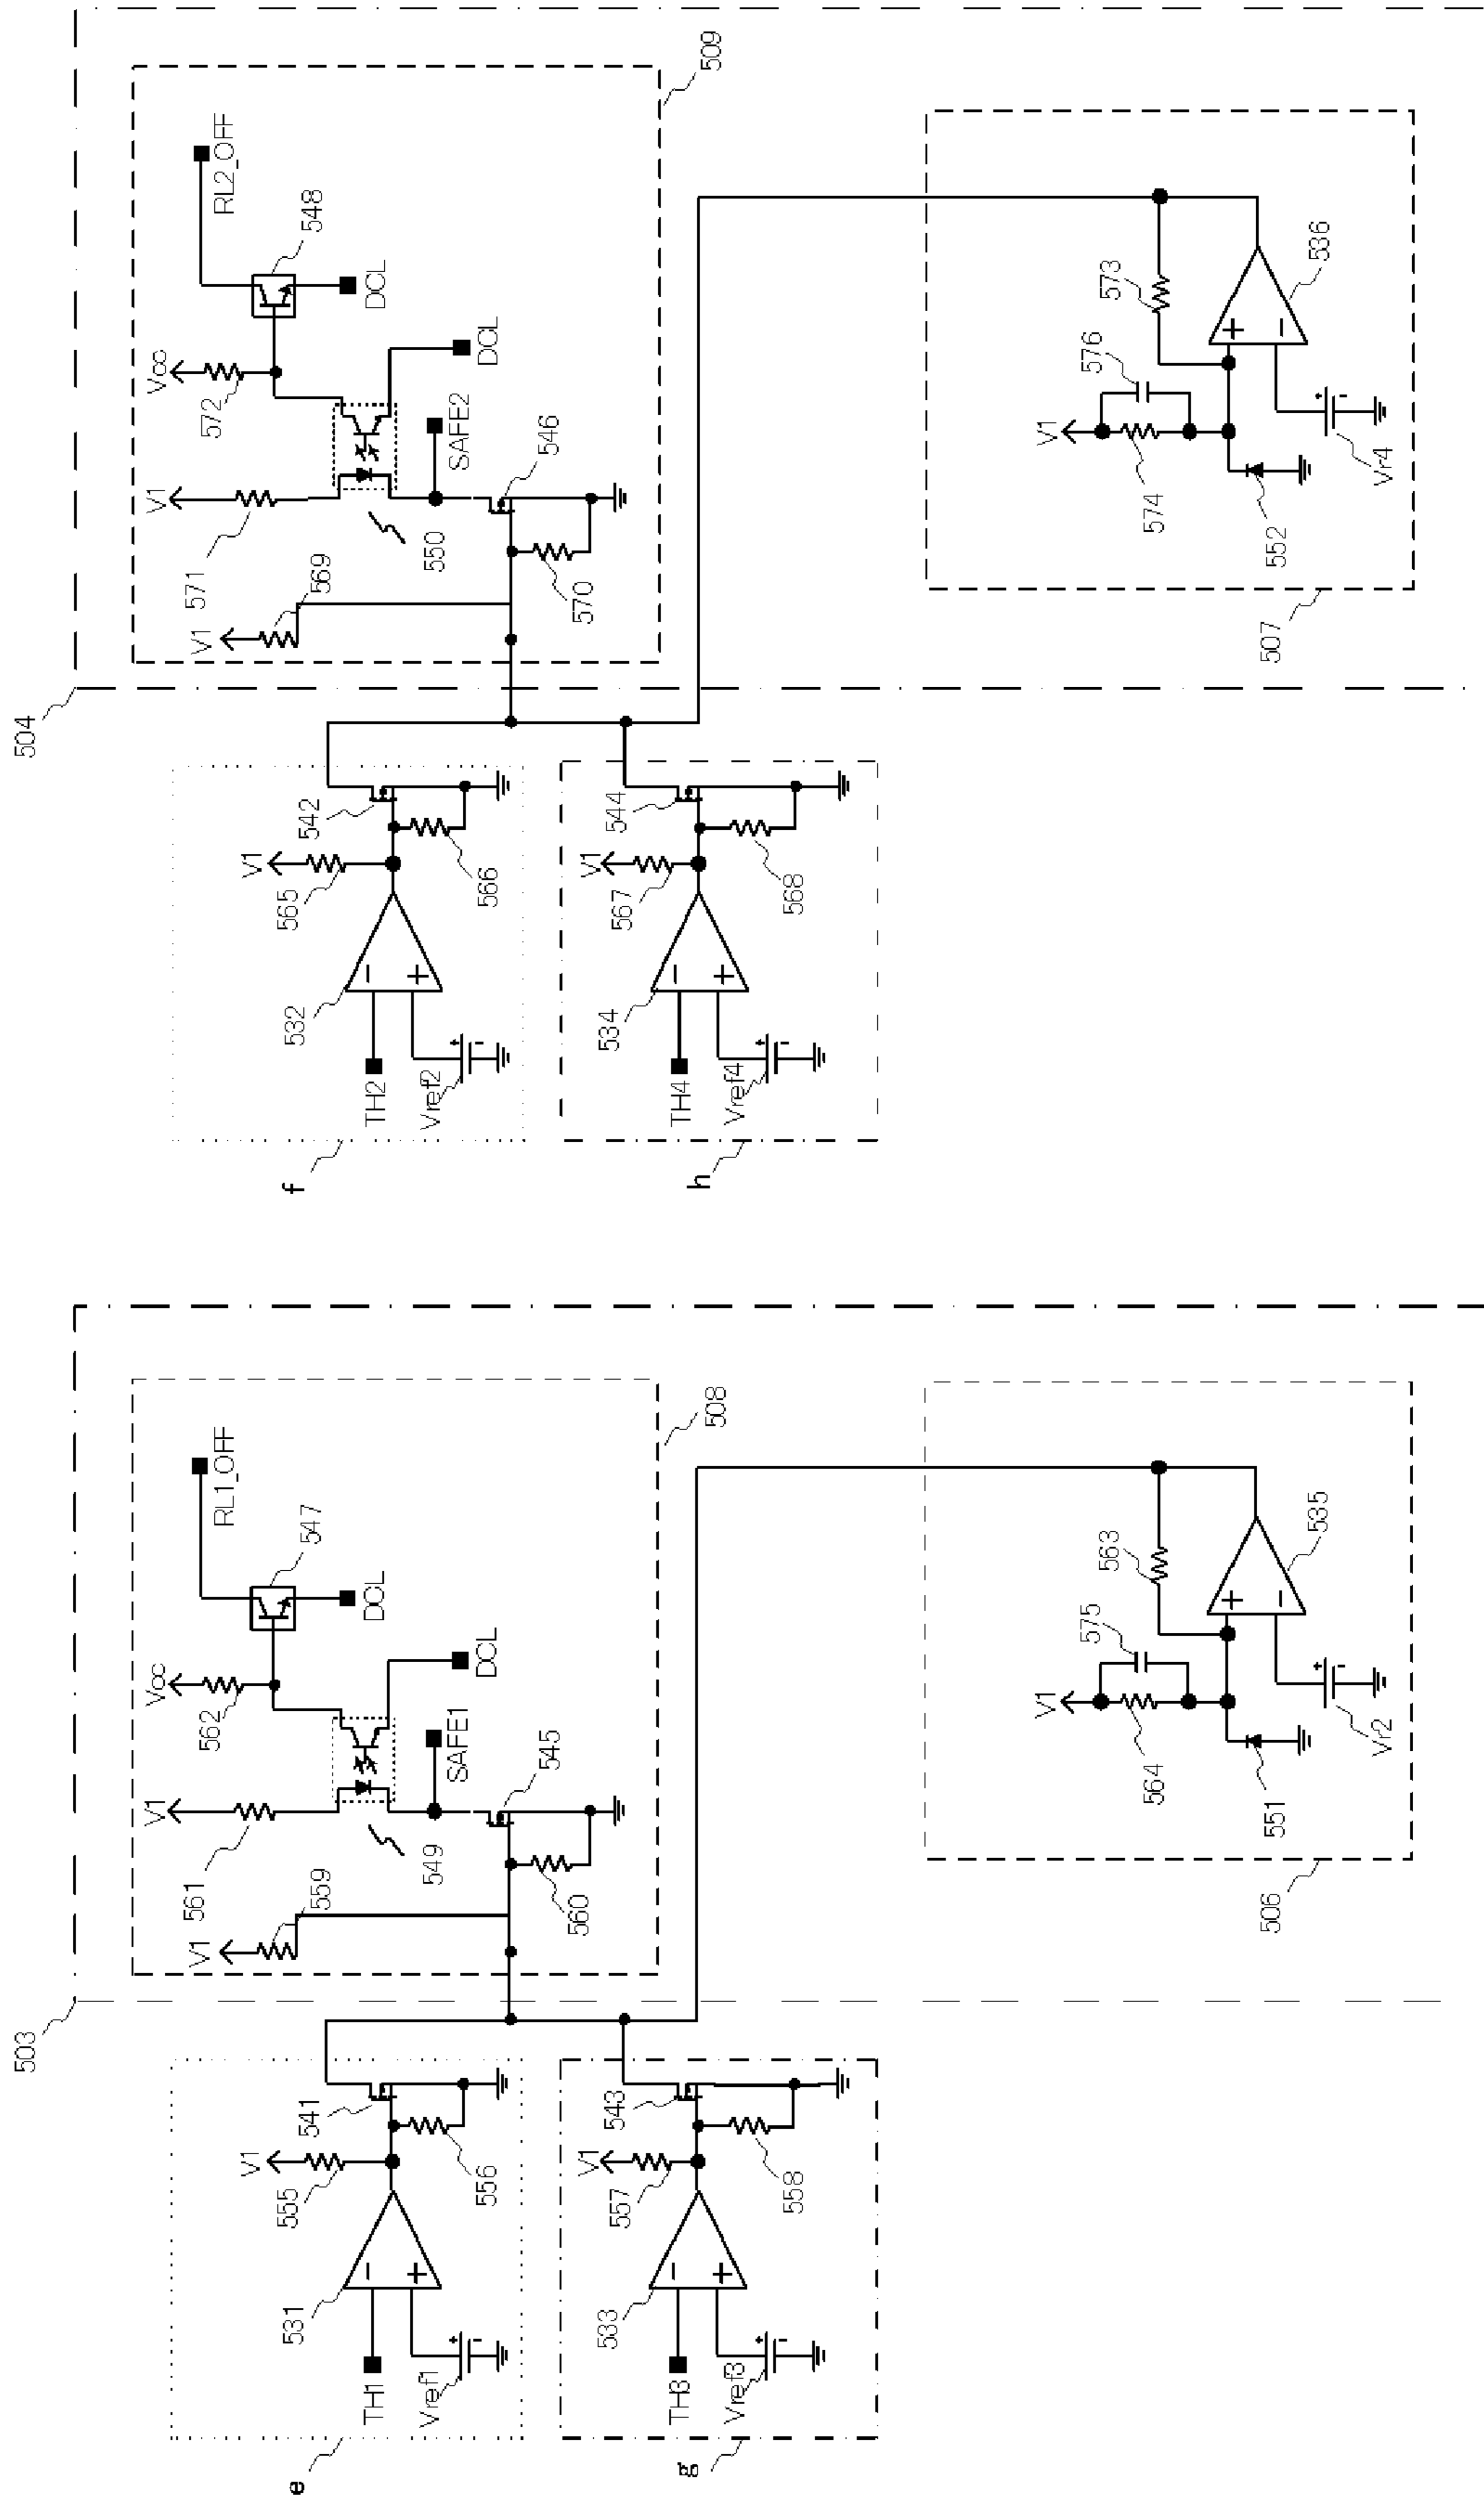 503
e
TH1
Vref1
531
V1
555
541
556
g
TH3
Vref3
533
V1
557
543
558
V1
559
V1
561
549
Vcc
562
SAFE1
545
560
DCL
DCL
547
RL1_OFF
508
V1
564
575
563
551
Vr2
535
506
504
f
TH2
Vref2
532
V1
565
542
566
h
TH4
Vref4
534
V1
567
544
568
V1
569
V1
571
550
Vcc
572
SAFE2
546
570
DCL
DCL
548
RL2_OFF
509
V1
574
576
573
552
Vr4
536
507